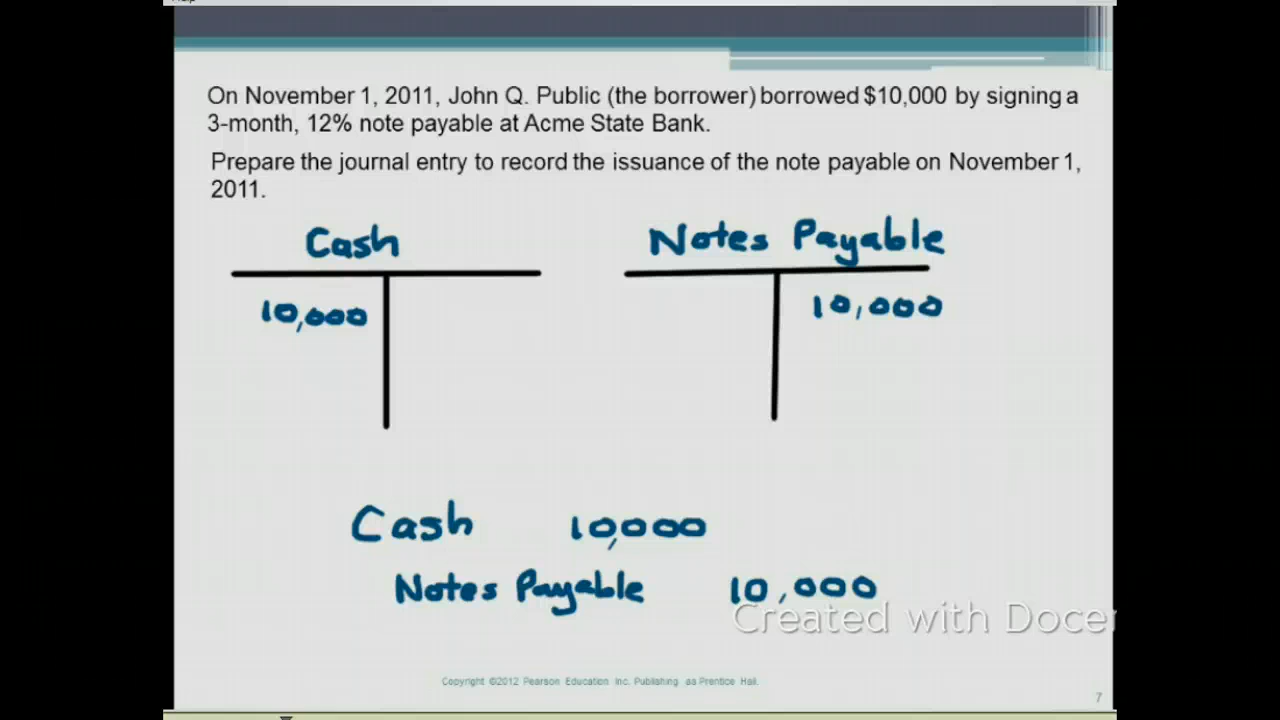 On November 1, 2011, John Q. Public (the borrower) borrowed $10,000 by signing a
3-month, 12% note payable at Acme State Bank.
Prepare the journal entry to record the issuance of the note payable on November 1,
2011.
Cash Notes Payable
10,000 10,000
Cash 10,000
Notes Payable 10,000
Created with
Copyright ©2012 Pearson Education Inc. Publishing as Prentice Hall.
7